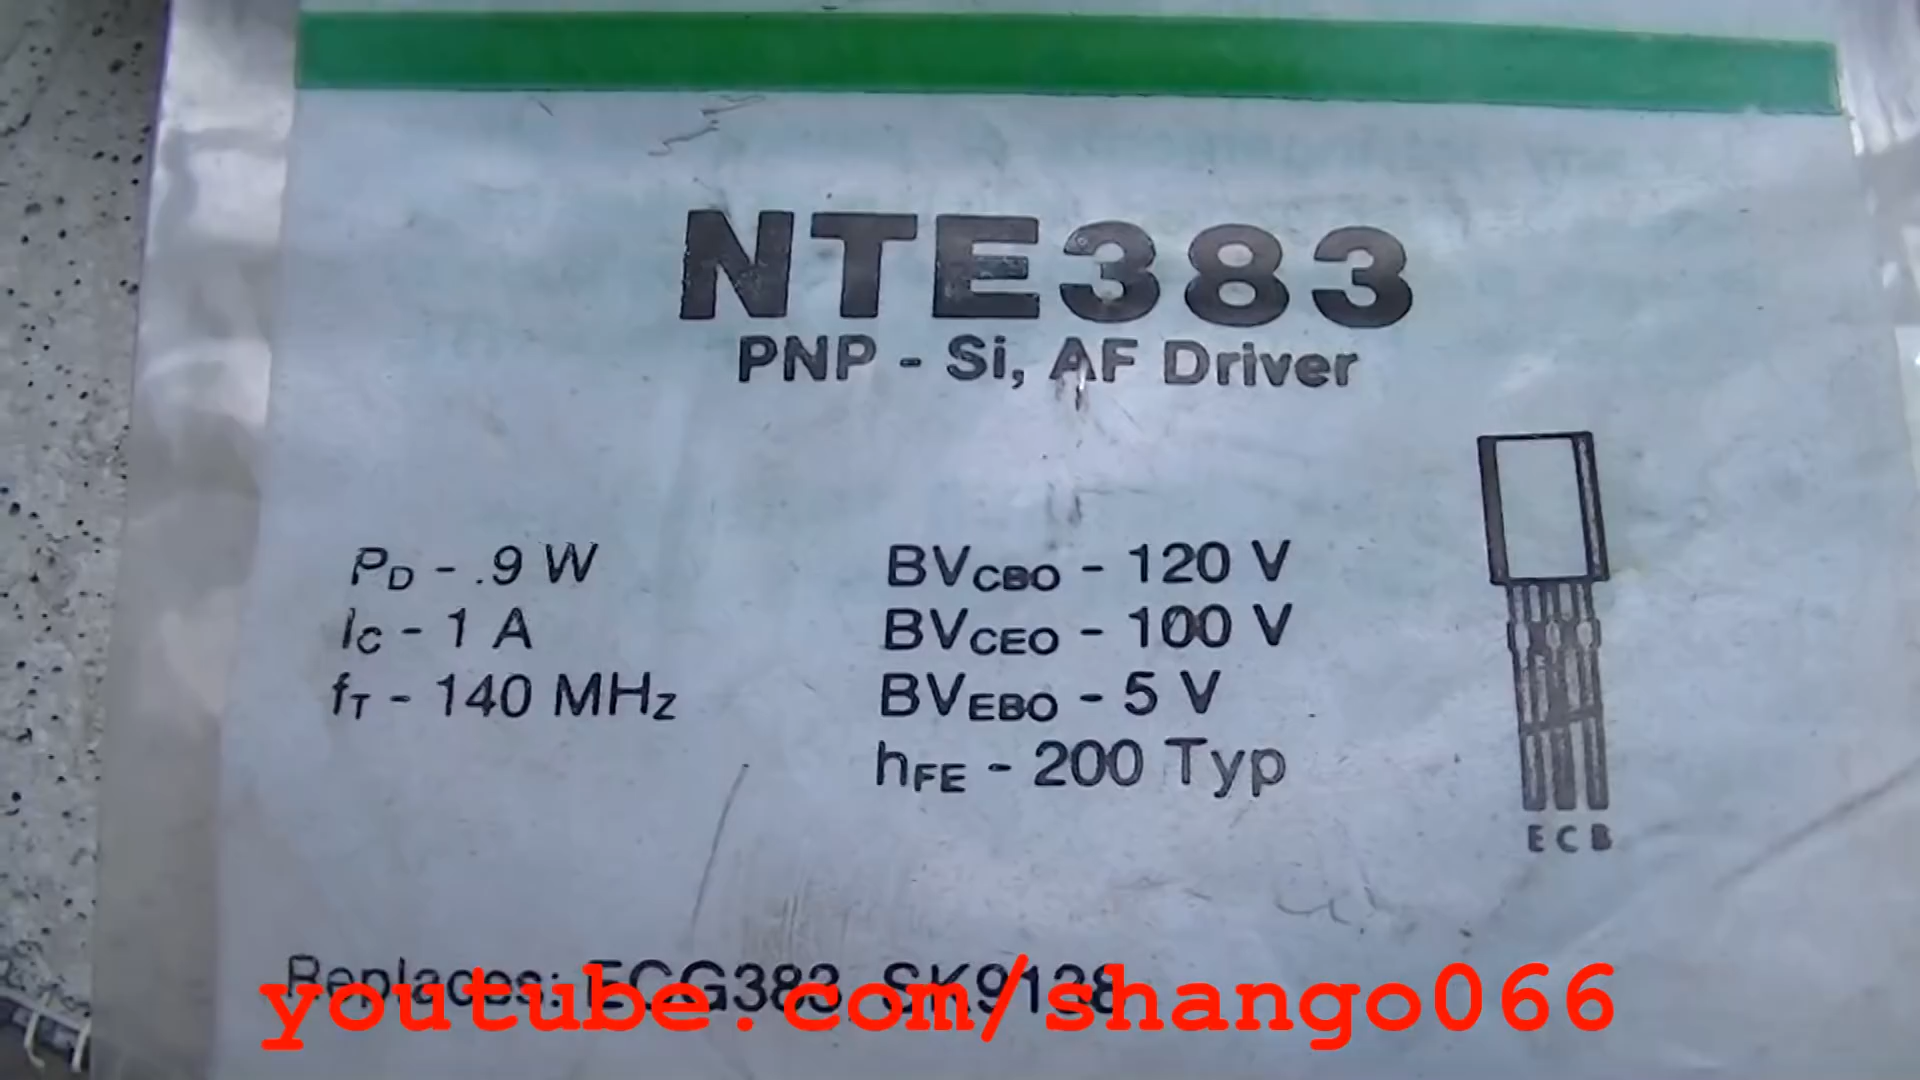 NTE383
PNP - Si, AF Driver
PD - .9 W
IC - 1 A
fT - 140 MHz
BVCBO - 120 V
BVCEO - 100 V
BVEBO - 5 V
hFE - 200 Typ
E C B
Replaces: ECG383, SK9138
youtube.com/shango066